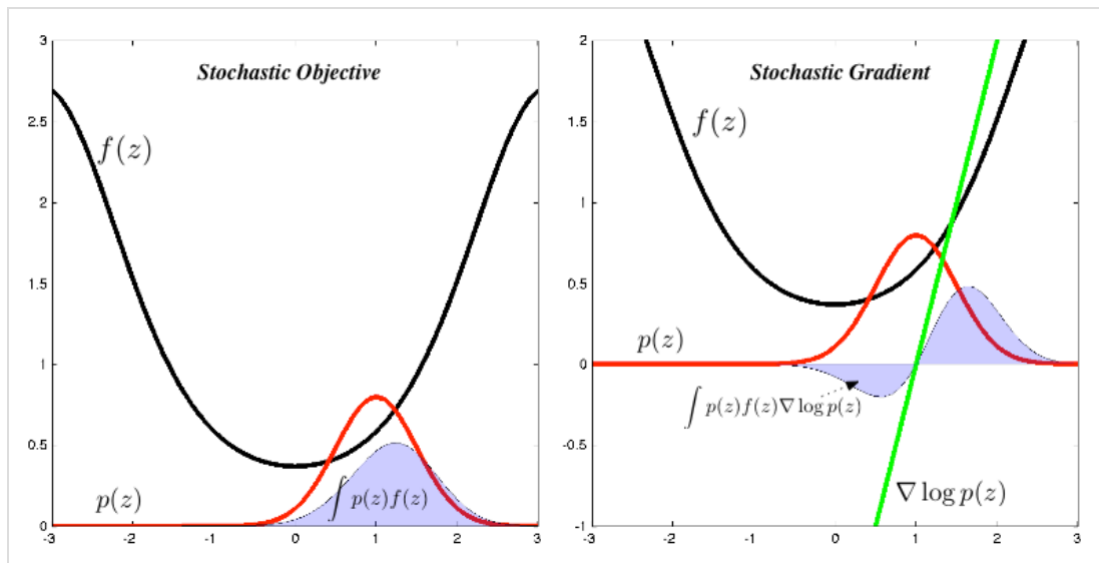 Stochastic Objective
3
2.5
2
1.5
1
0.5
0
f(z)
p(z)
∫ p(z)f(z)
-3 -2 -1 0 1 2 3
Stochastic Gradient
2
1.5
1
0.5
0
-0.5
-1
f(z)
p(z)
∫ p(z)f(z)∇ log p(z)
∇ log p(z)
-3 -2 -1 0 1 2 3